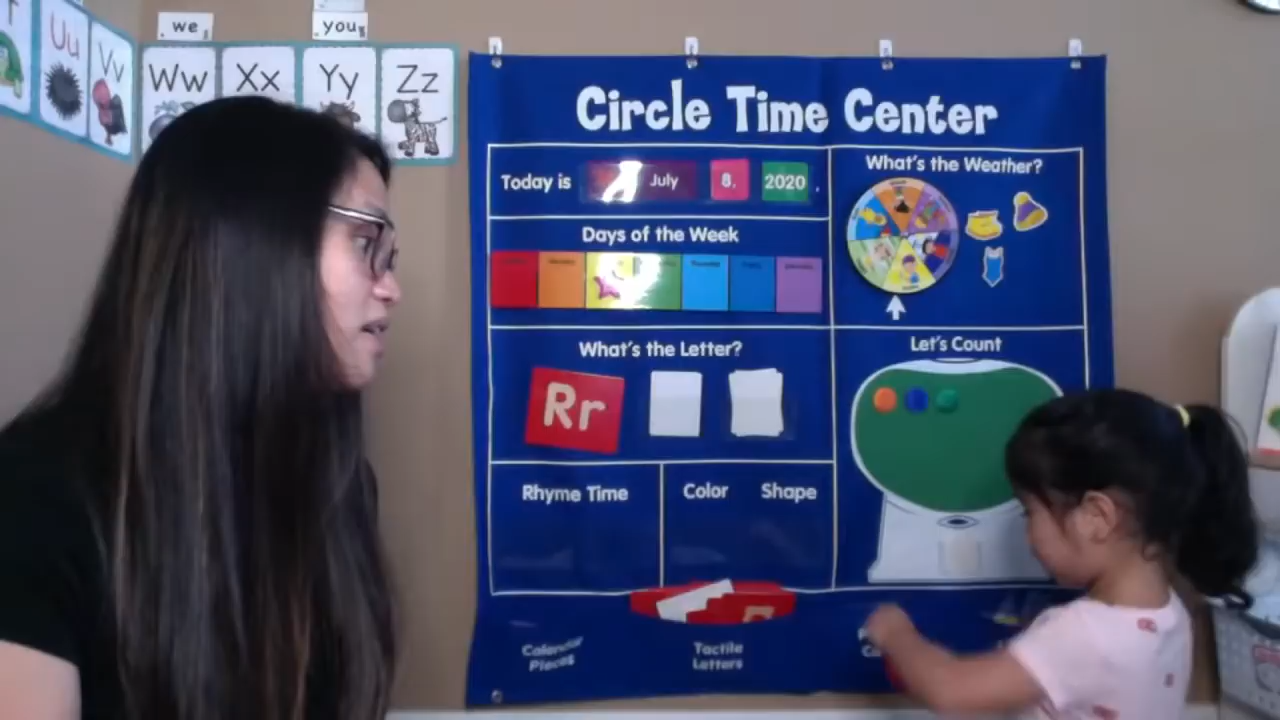 we
you
Uu
Vv
Ww
Xx
Yy
Zz
Circle Time Center
Today is July 8, 2020.
What's the Weather?
Days of the Week
What's the Letter?
Let's Count
Rr
Rhyme Time
Color Shape
Calendar Pieces
Tactile Letters